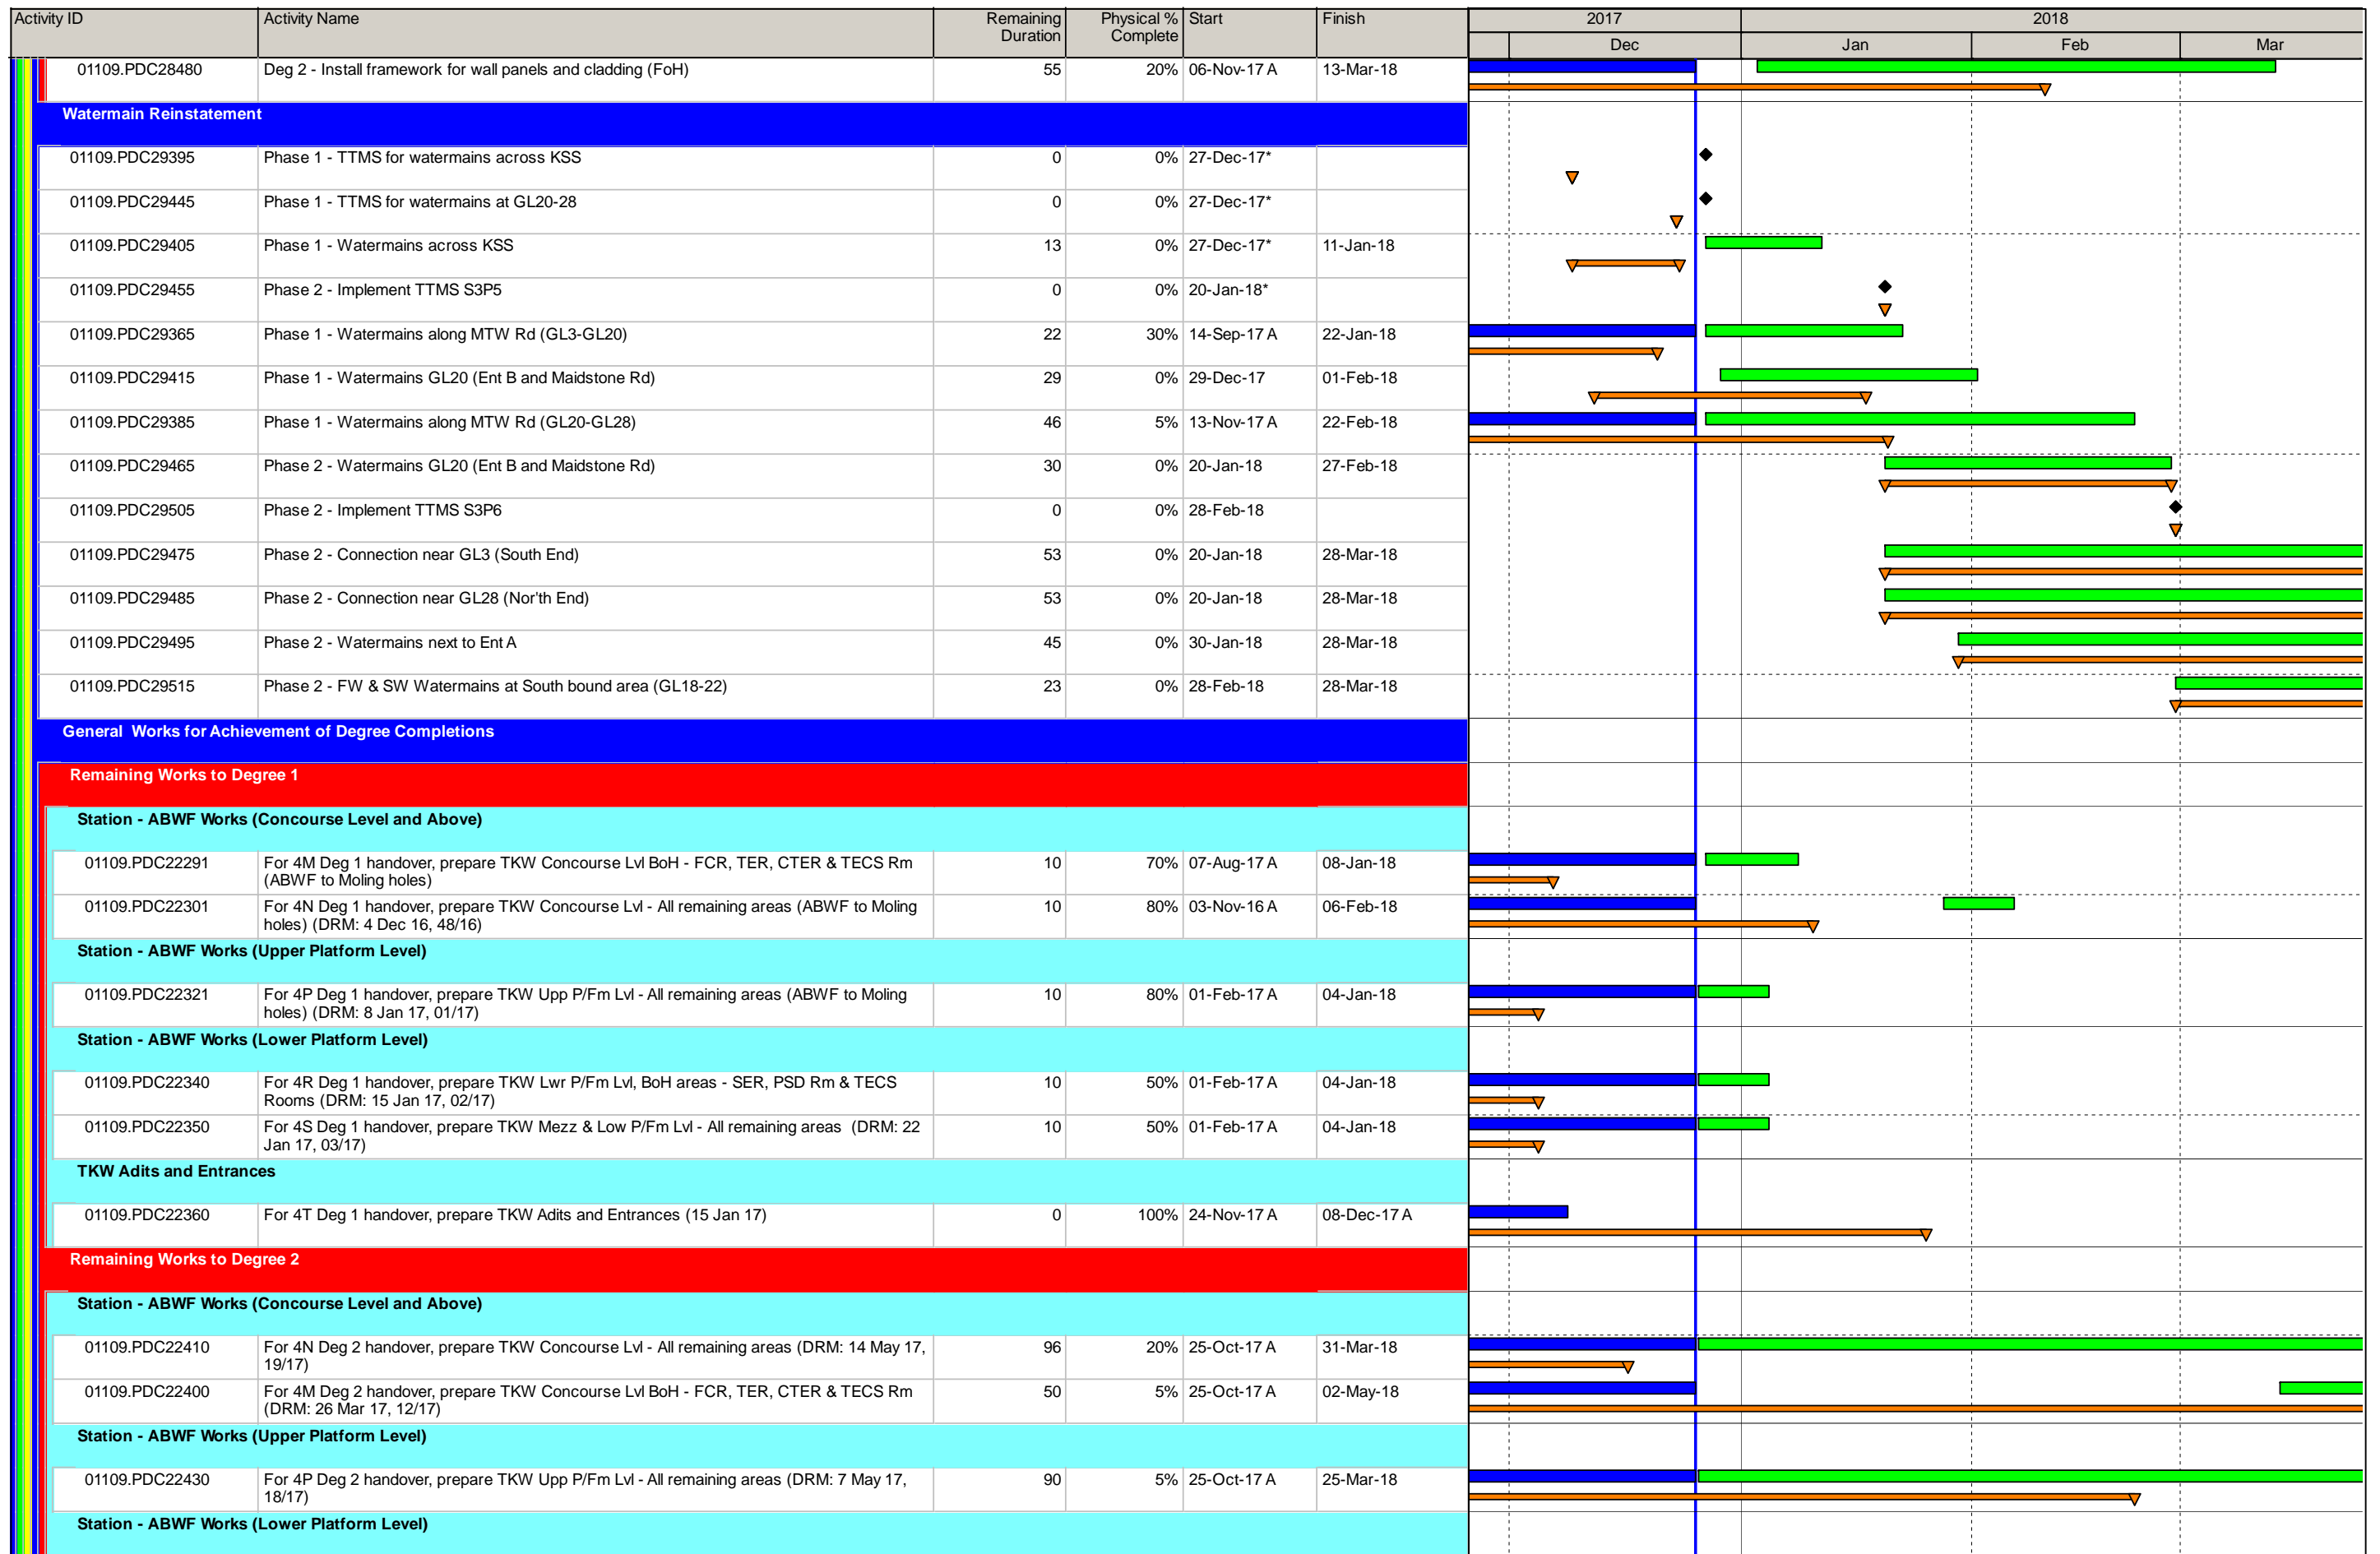 Activity ID Activity Name Remaining Duration Physical % Complete Start Finish 2017 2018
Dec Jan Feb Mar
01109.PDC28480 Deg 2 - Install framework for wall panels and cladding (FoH) 55 20% 06-Nov-17 A 13-Mar-18
Watermain Reinstatement
01109.PDC29395 Phase 1 - TTMS for watermains across KSS 0 0% 27-Dec-17*
01109.PDC29445 Phase 1 - TTMS for watermains at GL20-28 0 0% 27-Dec-17*
01109.PDC29405 Phase 1 - Watermains across KSS 13 0% 27-Dec-17* 11-Jan-18
01109.PDC29455 Phase 2 - Implement TTMS S3P5 0 0% 20-Jan-18*
01109.PDC29365 Phase 1 - Watermains along MTW Rd (GL3-GL20) 22 30% 14-Sep-17 A 22-Jan-18
01109.PDC29415 Phase 1 - Watermains GL20 (Ent B and Maidstone Rd) 29 0% 29-Dec-17 01-Feb-18
01109.PDC29385 Phase 1 - Watermains along MTW Rd (GL20-GL28) 46 5% 13-Nov-17 A 22-Feb-18
01109.PDC29465 Phase 2 - Watermains GL20 (Ent B and Maidstone Rd) 30 0% 20-Jan-18 27-Feb-18
01109.PDC29505 Phase 2 - Implement TTMS S3P6 0 0% 28-Feb-18
01109.PDC29475 Phase 2 - Connection near GL3 (South End) 53 0% 20-Jan-18 28-Mar-18
01109.PDC29485 Phase 2 - Connection near GL28 (Nor'th End) 53 0% 20-Jan-18 28-Mar-18
01109.PDC29495 Phase 2 - Watermains next to Ent A 45 0% 30-Jan-18 28-Mar-18
01109.PDC29515 Phase 2 - FW & SW Watermains at South bound area (GL18-22) 23 0% 28-Feb-18 28-Mar-18
General Works for Achievement of Degree Completions
Remaining Works to Degree 1
Station - ABWF Works (Concourse Level and Above)
01109.PDC22291 For 4M Deg 1 handover, prepare TKW Concourse Lvl BoH - FCR, TER, CTER & TECS Rm 10 70% 07-Aug-17 A 08-Jan-18
(ABWF to Moling holes)
01109.PDC22301 For 4N Deg 1 handover, prepare TKW Concourse Lvl - All remaining areas (ABWF to Moling 10 80% 03-Nov-16 A 06-Feb-18
holes) (DRM: 4 Dec 16, 48/16)
Station - ABWF Works (Upper Platform Level)
01109.PDC22321 For 4P Deg 1 handover, prepare TKW Upp P/Fm Lvl - All remaining areas (ABWF to Moling 10 80% 01-Feb-17 A 04-Jan-18
holes) (DRM: 8 Jan 17, 01/17)
Station - ABWF Works (Lower Platform Level)
01109.PDC22340 For 4R Deg 1 handover, prepare TKW Lwr P/Fm Lvl, BoH areas - SER, PSD Rm & TECS 10 50% 01-Feb-17 A 04-Jan-18
Rooms (DRM: 15 Jan 17, 02/17)
01109.PDC22350 For 4S Deg 1 handover, prepare TKW Mezz & Low P/Fm Lvl - All remaining areas (DRM: 22 10 50% 01-Feb-17 A 04-Jan-18
Jan 17, 03/17)
TKW Adits and Entrances
01109.PDC22360 For 4T Deg 1 handover, prepare TKW Adits and Entrances (15 Jan 17) 0 100% 24-Nov-17 A 08-Dec-17 A
Remaining Works to Degree 2
Station - ABWF Works (Concourse Level and Above)
01109.PDC22410 For 4N Deg 2 handover, prepare TKW Concourse Lvl - All remaining areas (DRM: 14 May 17, 96 20% 25-Oct-17 A 31-Mar-18
19/17)
01109.PDC22400 For 4M Deg 2 handover, prepare TKW Concourse Lvl BoH - FCR, TER, CTER & TECS Rm 50 5% 25-Oct-17 A 02-May-18
(DRM: 26 Mar 17, 12/17)
Station - ABWF Works (Upper Platform Level)
01109.PDC22430 For 4P Deg 2 handover, prepare TKW Upp P/Fm Lvl - All remaining areas (DRM: 7 May 17, 90 5% 25-Oct-17 A 25-Mar-18
18/17)
Station - ABWF Works (Lower Platform Level)